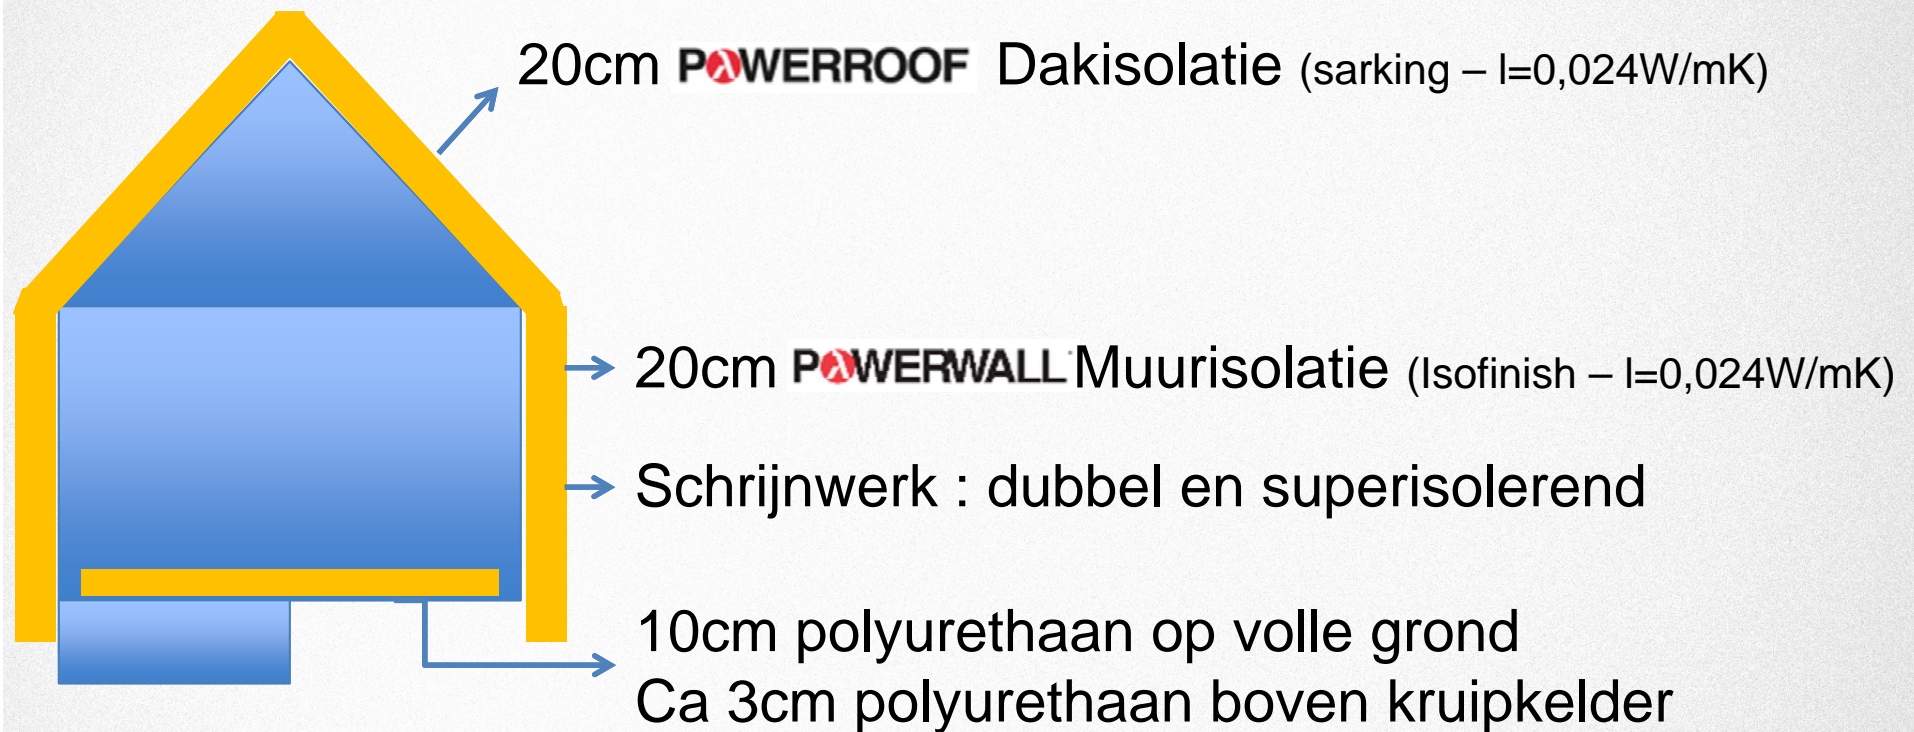 20cm POWERROOF Dakisolatie (sarking – l=0,024W/mK)
20cm POWERWALL Muurisolatie (Isofinish – l=0,024W/mK)
Schrijnwerk : dubbel en superisolerend
10cm polyurethaan op volle grond
Ca 3cm polyurethaan boven kruipkelder